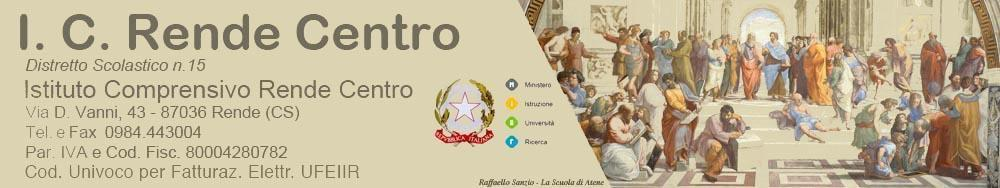 I. C. Rende Centro
Distretto Scolastico n.15
Istituto Comprensivo Rende Centro
Via D. Vanni, 43 - 87036 Rende (CS)
Tel. e Fax 0984.443004
Par. IVA e Cod. Fisc. 80004280782
Cod. Univoco per Fatturaz. Elettr. UFEIIR
REPUBBLICA ITALIANA
M Ministero
I Istruzione
U Università
R Ricerca
Raffaello Sanzio - La Scuola di Atene